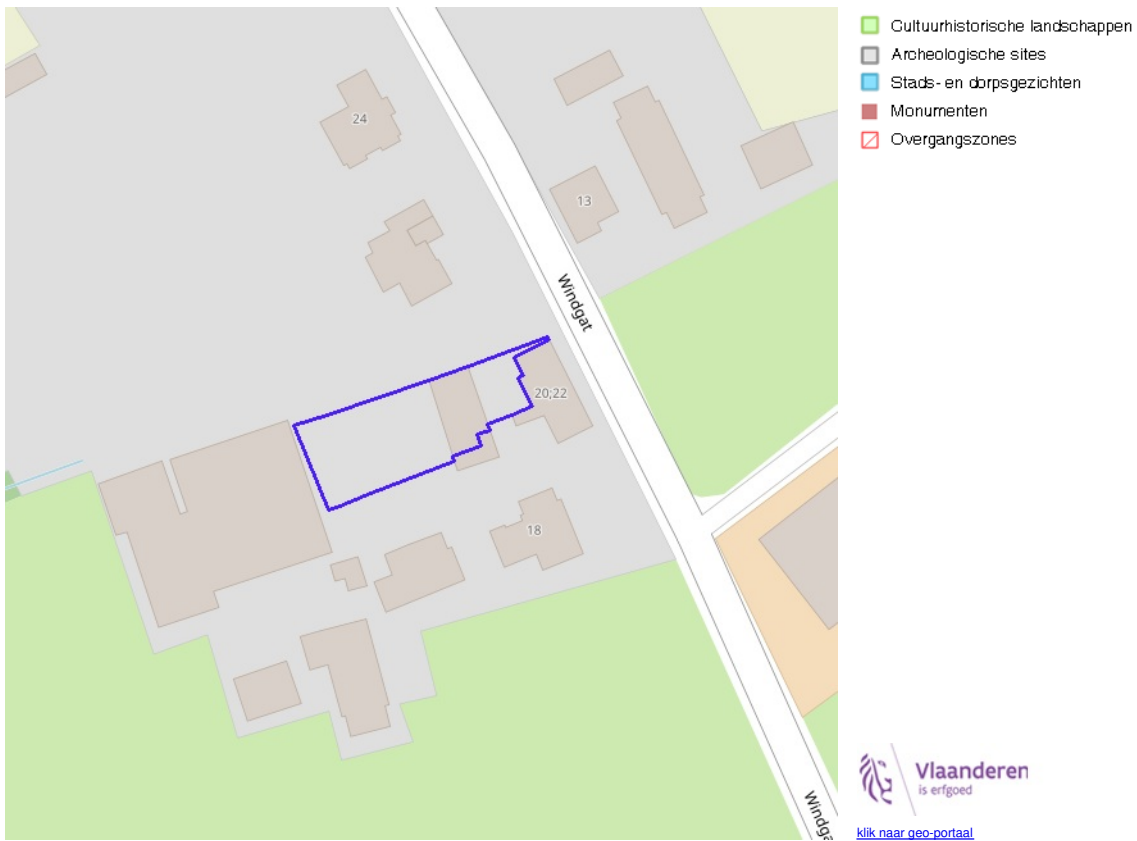 Cultuurhistorische landschappen
Archeologische sites
Stads- en dorpsgezichten
Monumenten
Overgangszones
24
13
Windgat
20;22
18
Windga
Vlaanderen
is erfgoed
klik naar geo-portaal